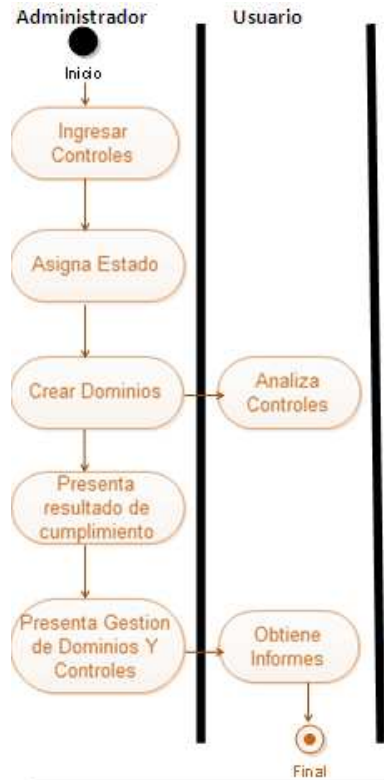 Administrador
Usuario
Inicio
Ingresar
Controles
Asigna Estado
Crear Dominios
Analiza
Controles
Presenta
resultado de
cumplimiento
Presenta Gestion
de Dominios Y
Controles
Obtiene
Informes
Final